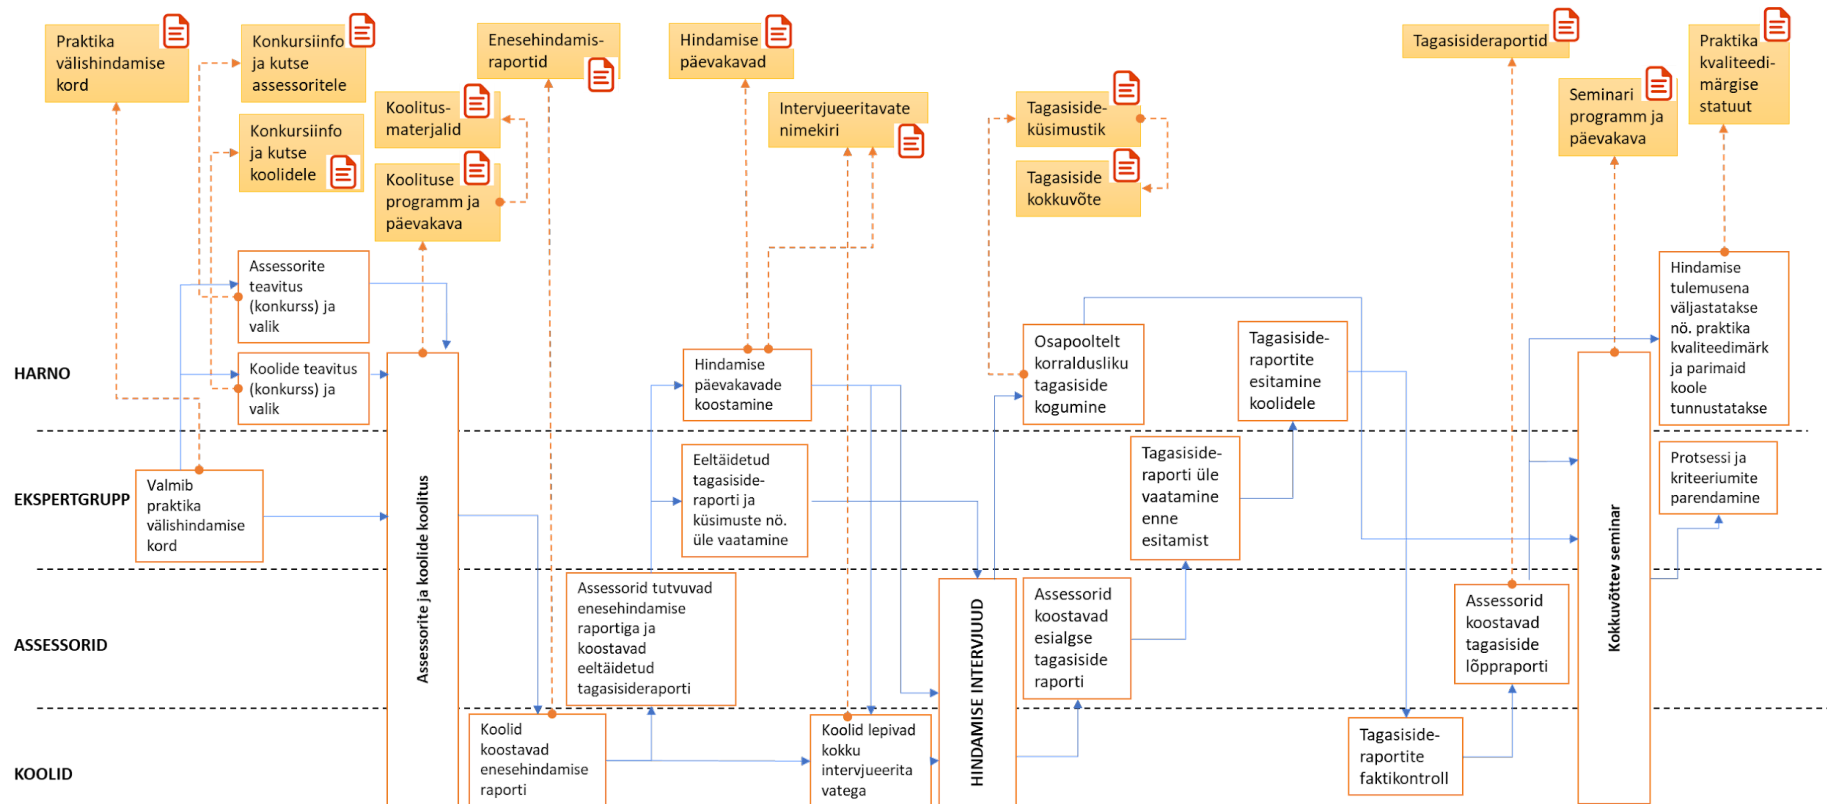 Praktika
välishindamise
kord
Konkursiinfo
ja kutse
assessoritele
Konkursiinfo
ja kutse
koolidele
Koolitus-
materjalid
Koolituse
programm ja
päevakava
Enesehindamis-
raportid
Hindamise
päevakavad
Intervjueeritavate
nimekiri
Tagasiside-
küsimustik
Tagasiside
kokkuvõte
Tagasisideraportid
Seminari
programm ja
päevakava
Praktika
kvaliteedi-
märgise
statuut
HARNO
Assessorite
teavitus
(konkurss) ja
valik
Koolide teavitus
(konkurss) ja
valik
Assessorite ja koolide koolitus
Hindamise
päevakavade
koostamine
Osapooltelt
korraldusliku
tagasiside
kogumine
Tagasiside-
raportite
esitamine
koolidele
Hindamise
tulemusena
väljastatakse
nö. praktika
kvaliteedimärk
ja parimaid
koole
tunnustatakse
EKSPERTGRUPP
Valmib
praktika
välishindamise
kord
Eeltäidetud
tagasiside-
raporti ja
küsimuste nö.
üle vaatamine
Tagasiside-
raporti üle
vaatamine
enne
esitamist
Kokkuvõttev seminar
Protsessi ja
kriteeriumite
parendamine
ASSESSORID
Assessorid tutvuvad
enesehindamise
raportiga ja
koostavad
eeltäidetud
tagasisideraporti
HINDAMISE INTERVJUUD
Assessorid
koostavad
esialgse
tagasiside
raporti
Assessorid
koostavad
tagasiside
lõppraporti
KOOLID
Koolid
koostavad
enesehindamise
raporti
Koolid lepivad
kokku
intervjueerita
vatega
Tagasiside-
raportite
faktikontroll